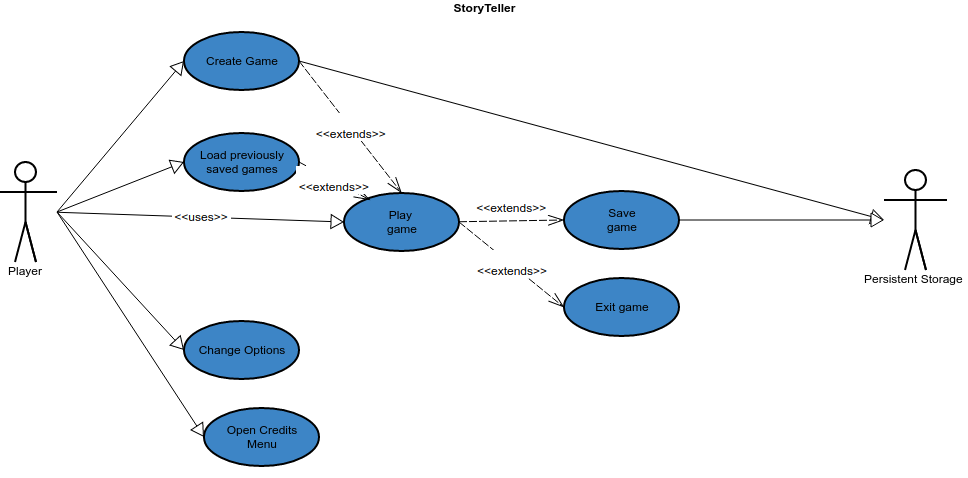 StoryTeller
Create Game
<<extends>>
Load previously
saved games
<<extends>>
<<uses>>
Play
game
<<extends>>
Save
game
Player
<<extends>>
Persistent Storage
Exit game
Change Options
Open Credits
Menu